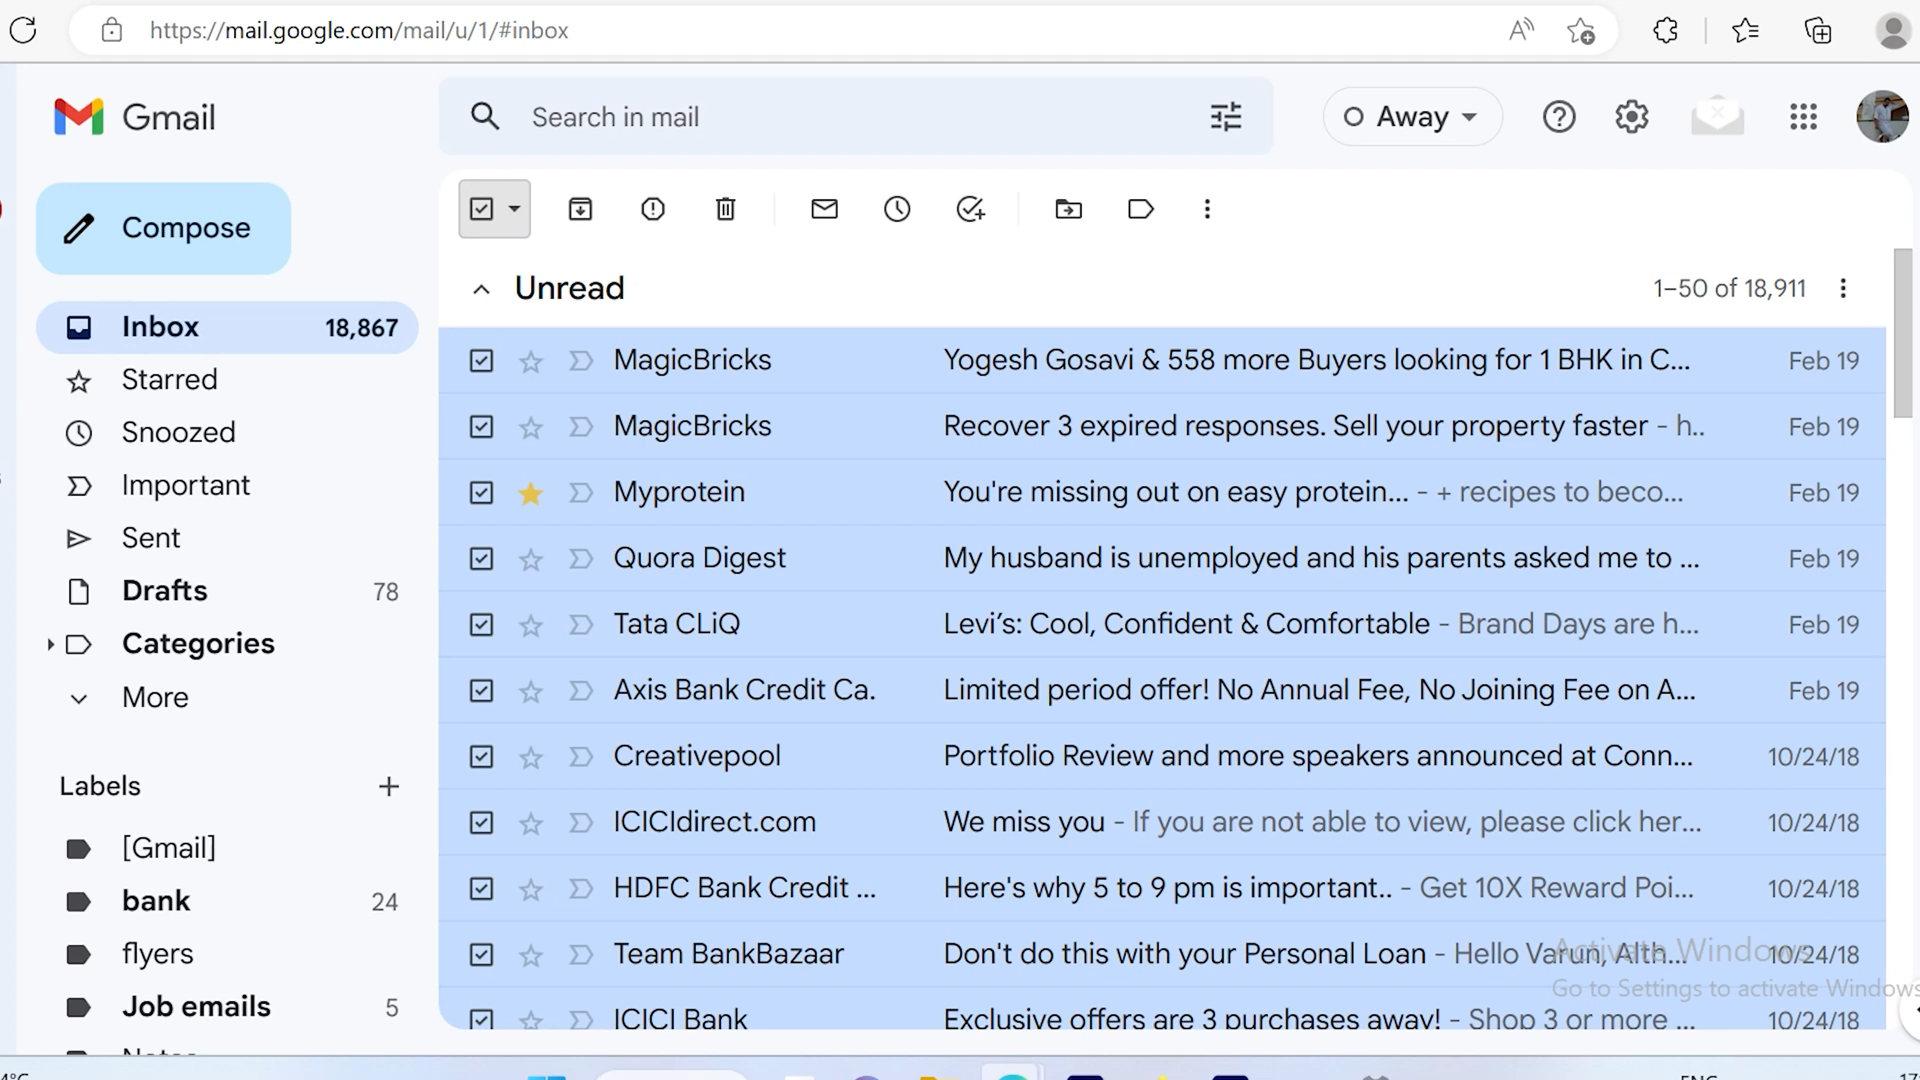 https://mail.google.com/mail/u/1/#inbox
Gmail
Search in mail
Away
Compose
Unread
1–50 of 18,911
Inbox 18,867
Starred
Snoozed
Important
Sent
Drafts 78
Categories
More
Labels
[Gmail]
bank 24
flyers
Job emails 5
MagicBricks Yogesh Gosavi & 558 more Buyers looking for 1 BHK in C... Feb 19
MagicBricks Recover 3 expired responses. Sell your property faster - h.. Feb 19
Myprotein You're missing out on easy protein... - + recipes to beco... Feb 19
Quora Digest My husband is unemployed and his parents asked me to ... Feb 19
Tata CLiQ Levi’s: Cool, Confident & Comfortable - Brand Days are h... Feb 19
Axis Bank Credit Ca. Limited period offer! No Annual Fee, No Joining Fee on A... Feb 19
Creativepool Portfolio Review and more speakers announced at Conn... 10/24/18
ICICIdirect.com We miss you - If you are not able to view, please click her... 10/24/18
HDFC Bank Credit ... Here's why 5 to 9 pm is important.. - Get 10X Reward Poi... 10/24/18
Team BankBazaar Don't do this with your Personal Loan - Hello Varun, Alth... 10/24/18
ICICI Bank Exclusive offers are 3 purchases away! - Shop 3 or more ... 10/24/18
Activate Windows
Go to Settings to activate Windows